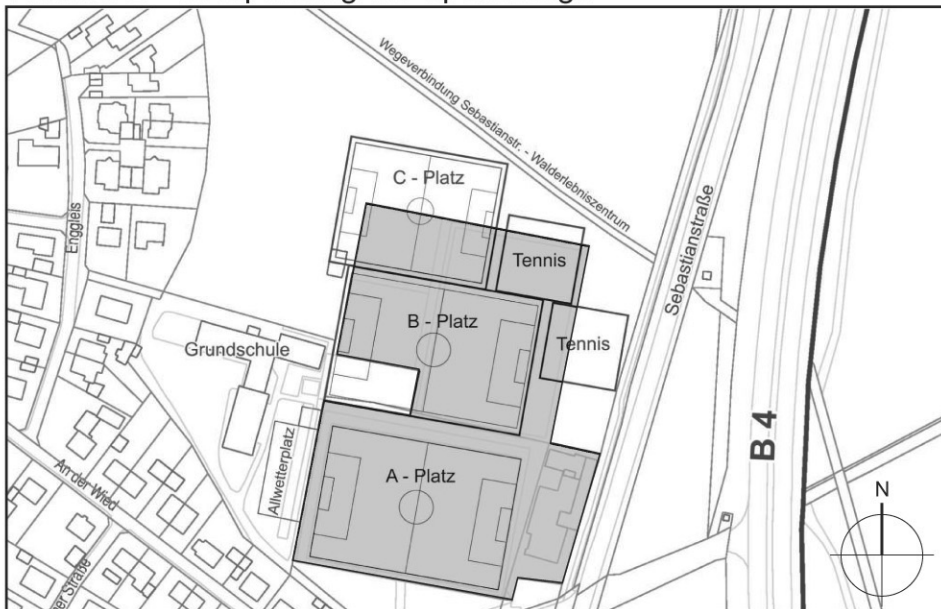 Wegeverbindung Sebastianstr. - Walderlebniszentrum
C - Platz
Tennis
Sebastianstraße
Enggleis
B - Platz
Tennis
Grundschule
B 4
A - Platz
Allwetterplatz
An der Wied
N
Straße